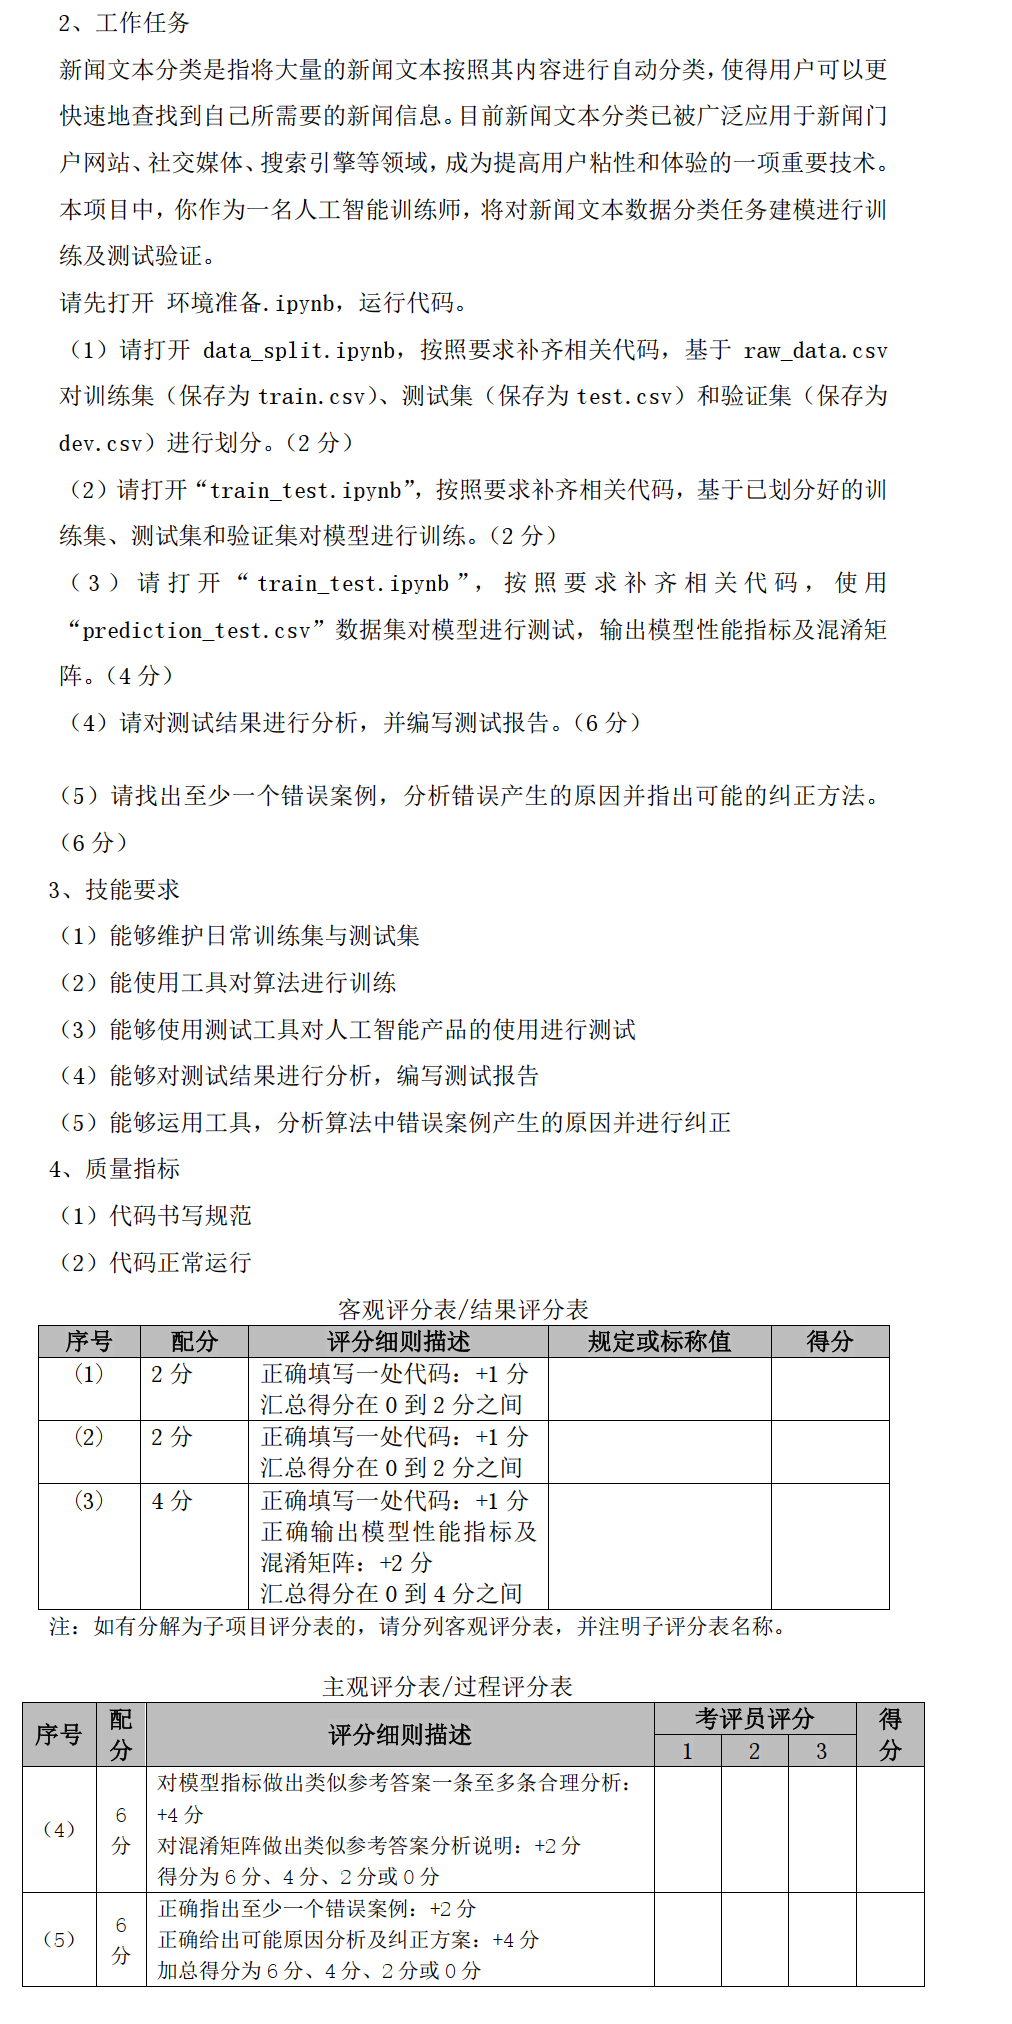 2、工作任务
新闻文本分类是指将大量的新闻文本按照其内容进行自动分类，使得用户可以更
快速地查找到自己所需要的新闻信息。目前新闻文本分类已被广泛应用于新闻门
户网站、社交媒体、搜索引擎等领域，成为提高用户粘性和体验的一项重要技术。
本项目中，你作为一名人工智能训练师，将对新闻文本数据分类任务建模进行训
练及测试验证。
请先打开 环境准备.ipynb，运行代码。
（1）请打开 data_split.ipynb，按照要求补齐相关代码，基于 raw_data.csv
对训练集（保存为 train.csv）、测试集（保存为 test.csv）和验证集（保存为
dev.csv）进行划分。（2 分）
（2）请打开“train_test.ipynb”，按照要求补齐相关代码，基于已划分好的训
练集、测试集和验证集对模型进行训练。（2 分）
（3）请打开“train_test.ipynb”，按照要求补齐相关代码，使用
“prediction_test.csv”数据集对模型进行测试，输出模型性能指标及混淆矩
阵。（4 分）
（4）请对测试结果进行分析，并编写测试报告。（6 分）
（5）请找出至少一个错误案例，分析错误产生的原因并指出可能的纠正方法。
（6 分）
3、技能要求
（1）能够维护日常训练集与测试集
（2）能使用工具对算法进行训练
（3）能够使用测试工具对人工智能产品的使用进行测试
（4）能够对测试结果进行分析，编写测试报告
（5）能够运用工具，分析算法中错误案例产生的原因并进行纠正
4、质量指标
（1）代码书写规范
（2）代码正常运行
客观评分表/结果评分表
序号 配分 评分细则描述 规定或标称值 得分
（1） 2 分 正确填写一处代码：+1 分
汇总得分在 0 到 2 分之间
（2） 2 分 正确填写一处代码：+1 分
汇总得分在 0 到 2 分之间
（3） 4 分 正确填写一处代码：+1 分
正确输出模型性能指标及
混淆矩阵：+2 分
汇总得分在 0 到 4 分之间
注：如有分解为子项目评分表的，请分列客观评分表，并注明子评分表名称。
主观评分表/过程评分表
序号 配分 评分细则描述 考评员评分 得分
1 2 3
（4） 6 分 对模型指标做出类似参考答案一条至多条合理分析：
+4 分
对混淆矩阵做出类似参考答案分析说明：+2 分
得分为 6 分、4 分、2 分或 0 分
（5） 6 分 正确指出至少一个错误案例：+2 分
正确给出可能原因分析及纠正方案：+4 分
加总得分为 6 分、4 分、2 分或 0 分